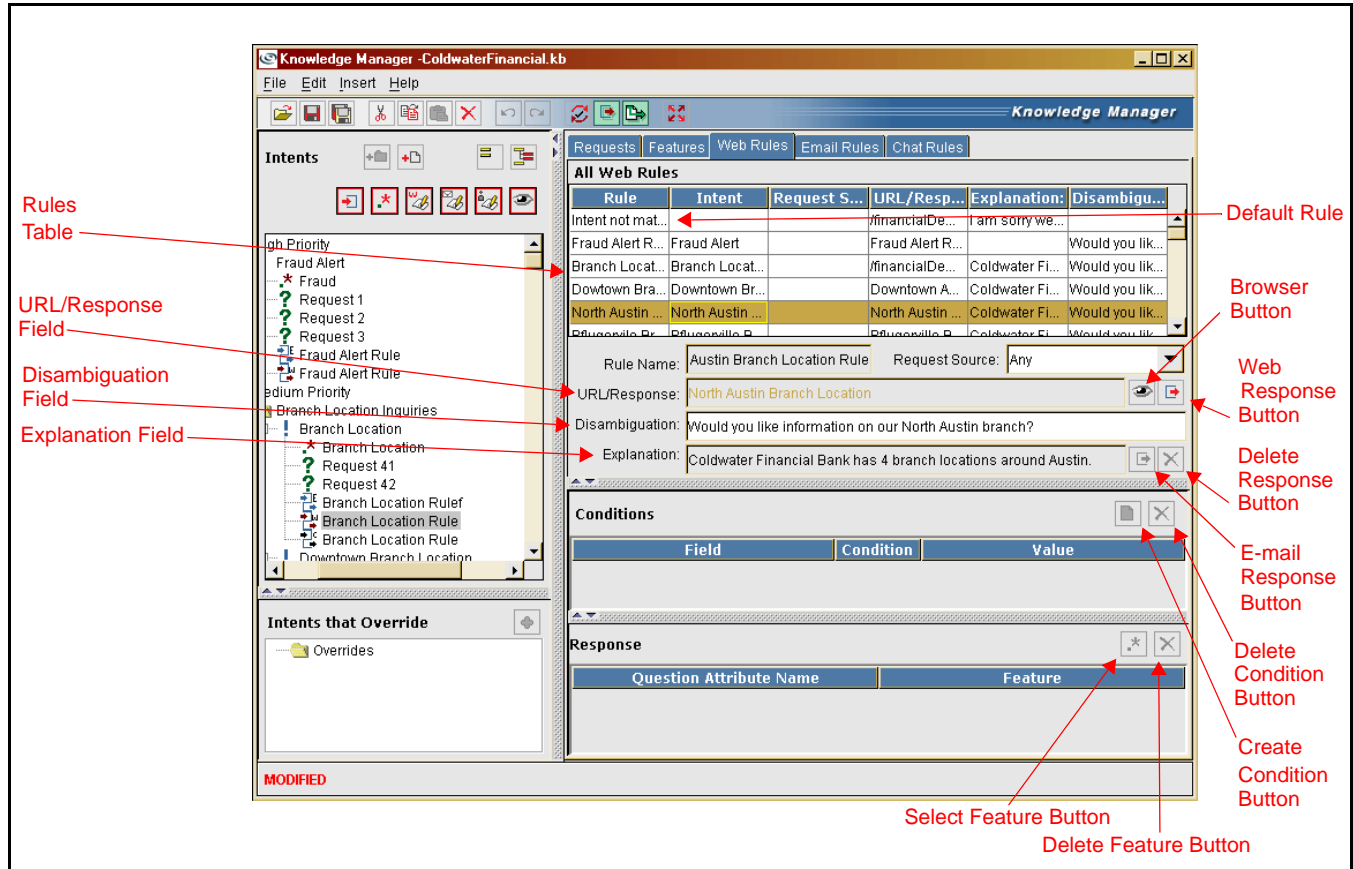 Knowledge Manager -ColdwaterFinancial.kb
File Edit Insert Help
Knowledge Manager
Intents
Requests Features Web Rules Email Rules Chat Rules
All Web Rules
Rule Intent Request S... URL/Resp... Explanation: Disambigu...
Intent not mat... /financialDe... I am sorry we...
Fraud Alert R... Fraud Alert Fraud Alert R... Would you lik...
Branch Locat... Branch Locat... /financialDe... Coldwater Fi... Would you lik...
Dowtown Bra... Downtown Br... Downtown A... Coldwater Fi... Would you lik...
North Austin ... North Austin ... North Austin ... Coldwater Fi... Would you lik...
Pflugerville Br... Pflugerville B... Pflugerville B... Coldwater Fi... Would you lik...
Rule Name: Austin Branch Location Rule Request Source: Any
URL/Response: North Austin Branch Location
Disambiguation: Would you like information on our North Austin branch?
Explanation: Coldwater Financial Bank has 4 branch locations around Austin.
Conditions
Field Condition Value
Response
Question Attribute Name Feature
gh Priority
Fraud Alert
Fraud
Request 1
Request 2
Request 3
Fraud Alert Rule
Fraud Alert Rule
edium Priority
Branch Location Inquiries
Branch Location
Branch Location
Request 41
Request 42
Branch Location Rulef
Branch Location Rule
Branch Location Rule
Downtown Branch Location
Intents that Override
Overrides
MODIFIED
Rules
Table
URL/Response
Field
Disambiguation
Field
Explanation Field
Default Rule
Browser
Button
Web
Response
Button
Delete
Response
Button
E-mail
Response
Button
Delete
Condition
Button
Create
Condition
Button
Select Feature Button
Delete Feature Button